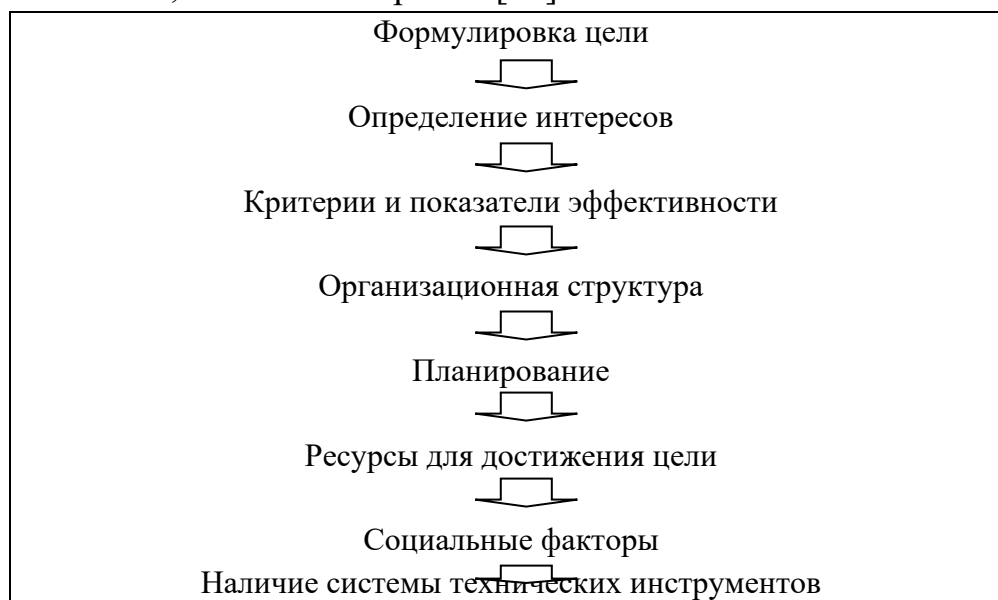 Формулировка цели
Определение интересов
Критерии и показатели эффективности
Организационная структура
Планирование
Ресурсы для достижения цели
Социальные факторы
Наличие системы технических инструментов